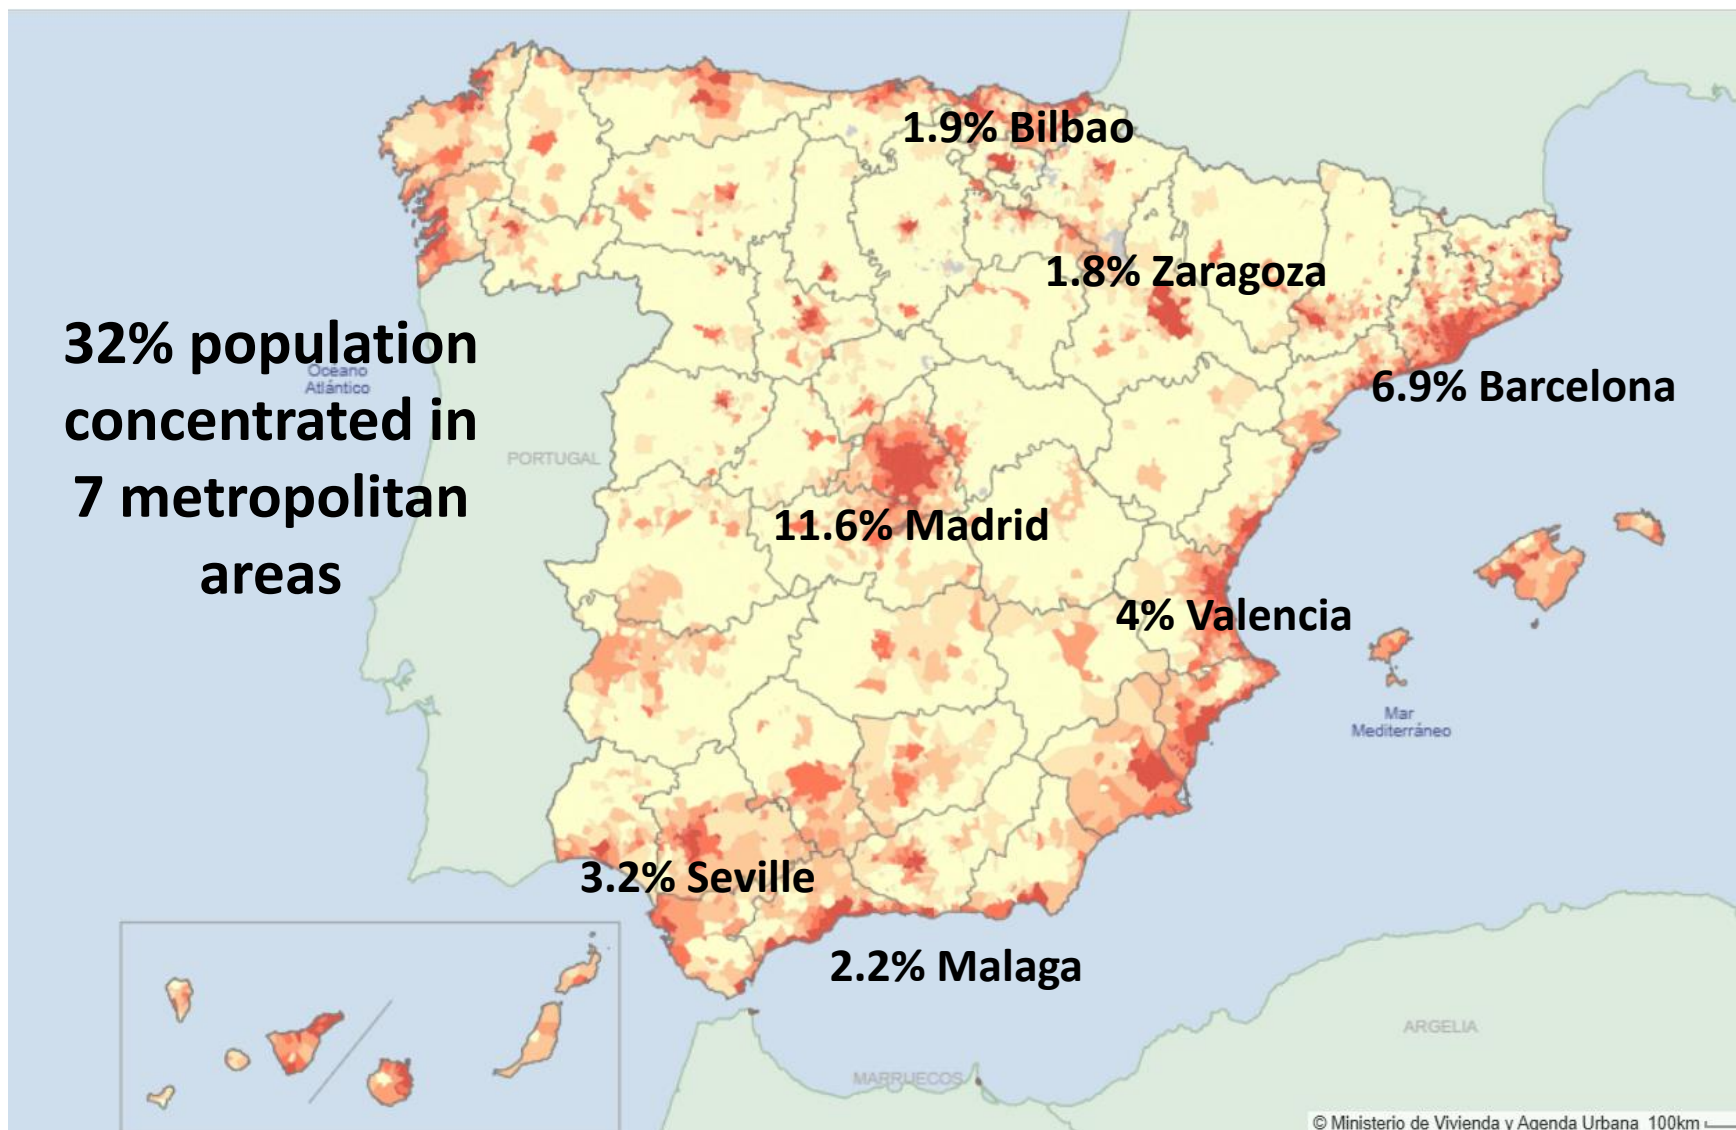 1.9% Bilbao
1.8% Zaragoza
32% population
concentrated in
7 metropolitan
areas
Océano
Atlántico
6.9% Barcelona
PORTUGAL
11.6% Madrid
4% Valencia
Mar
Mediterráneo
3.2% Seville
2.2% Malaga
ARGELIA
MARRUECOS
© Ministerio de Vivienda y Agenda Urbana 100km